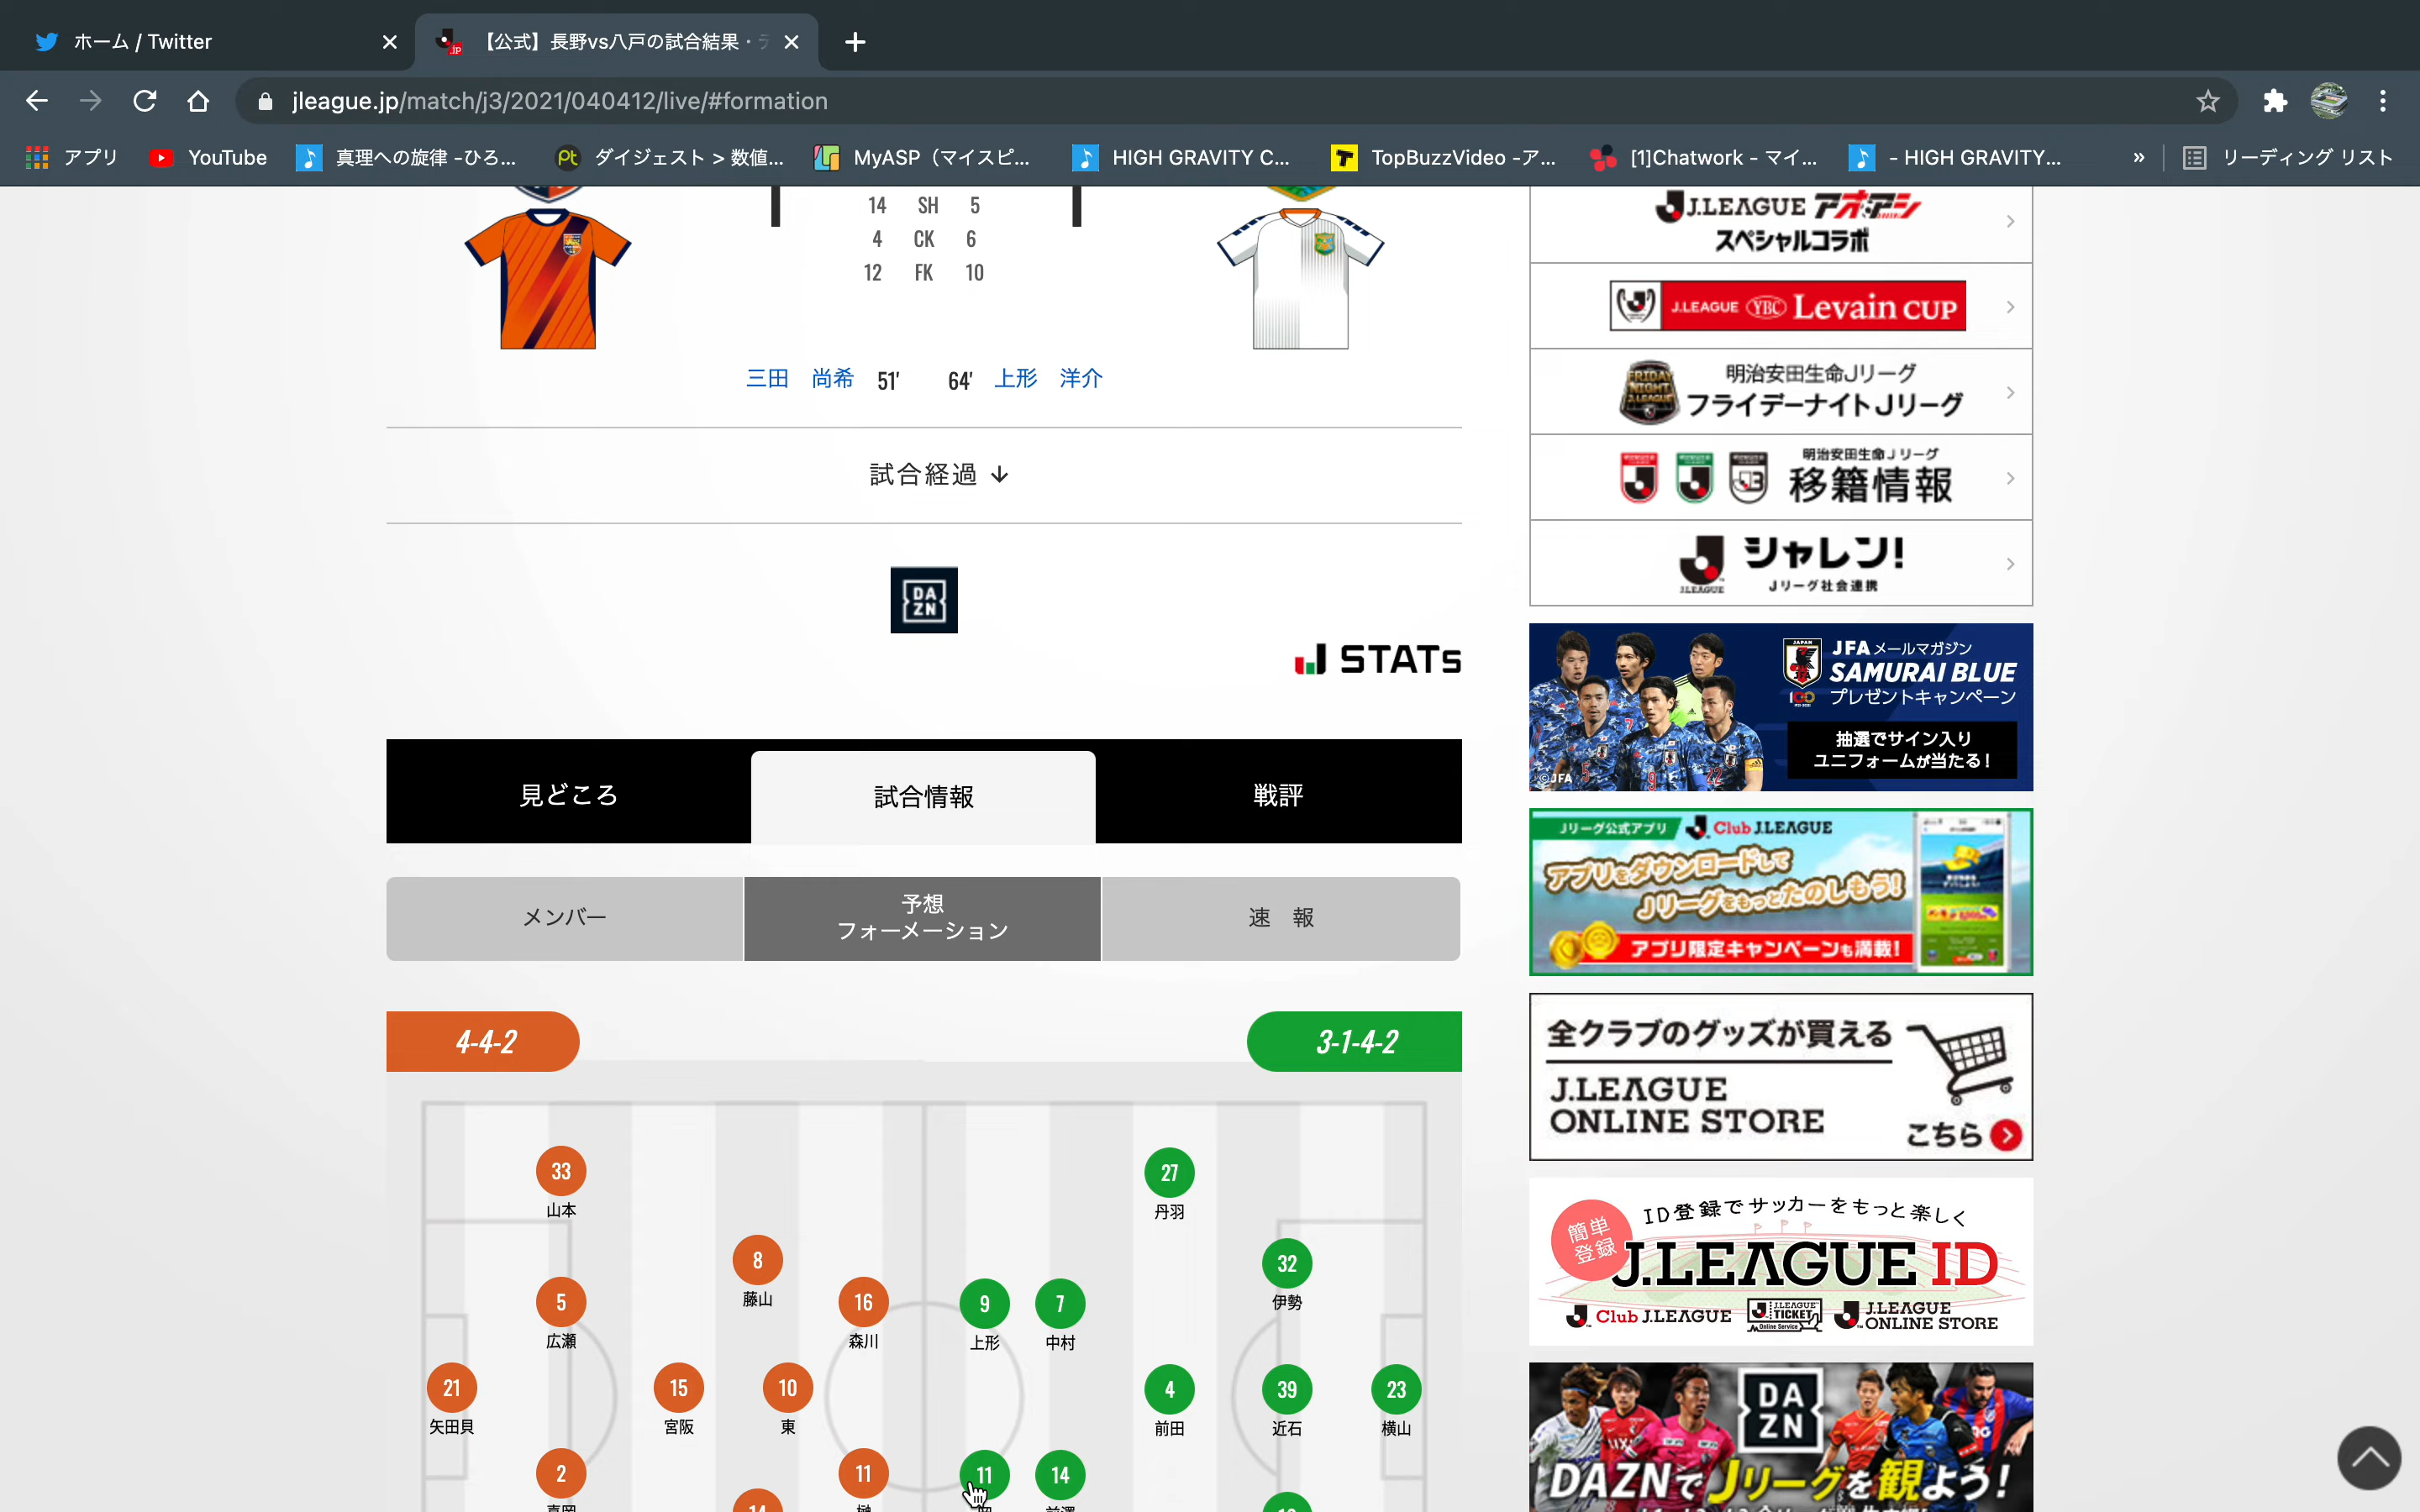 ホーム / Twitter
【公式】長野vs八戸の試合結果・デ
jleague.jp/match/j3/2021/040412/live/#formation
アプリ
YouTube
真理への旋律 -ひろ...
ダイジェスト > 数値...
MyASP（マイスピ...
HIGH GRAVITY C...
TopBuzzVideo -ア...
[1]Chatwork - マイ...
- HIGH GRAVITY...
»
リーディング リスト
14 SH 5
4 CK 6
12 FK 10
三田 尚希 51' 64' 上形 洋介
試合経過 ↓
DAZN
J STATs
見どころ
試合情報
戦評
メンバー
予想
フォーメーション
速 報
4-4-2
3-1-4-2
33
山本
27
丹羽
8
藤山
32
伊勢
5
広瀬
16
森川
9
上形
7
中村
21
矢田貝
15
宮阪
10
東
4
前田
39
近石
23
横山
2
11
11
14
J.LEAGUE アオアシ
スペシャルコラボ
J.LEAGUE YBC Levain CUP
FRIDAY NIGHT J.LEAGUE
明治安田生命Jリーグ
フライデーナイトJリーグ
明治安田生命Jリーグ
移籍情報
シャレン!
Jリーグ社会連携
J.LEAGUE
JFAメールマガジン
SAMURAI BLUE
プレゼントキャンペーン
抽選でサイン入り
ユニフォームが当たる!
©JFA
Jリーグ公式アプリ Club J.LEAGUE
アプリをダウンロードして
Jリーグをもっとたのしもう!
アプリ限定キャンペーンも満載!
全クラブのグッズが買える
J.LEAGUE
ONLINE STORE
こちら
簡単
登録
ID登録でサッカーをもっと楽しく
J.LEAGUE ID
Club J.LEAGUE
J.LEAGUE TICKET
Online Service
J.LEAGUE
ONLINE STORE
DAZN
DAZNでJリーグを観よう!